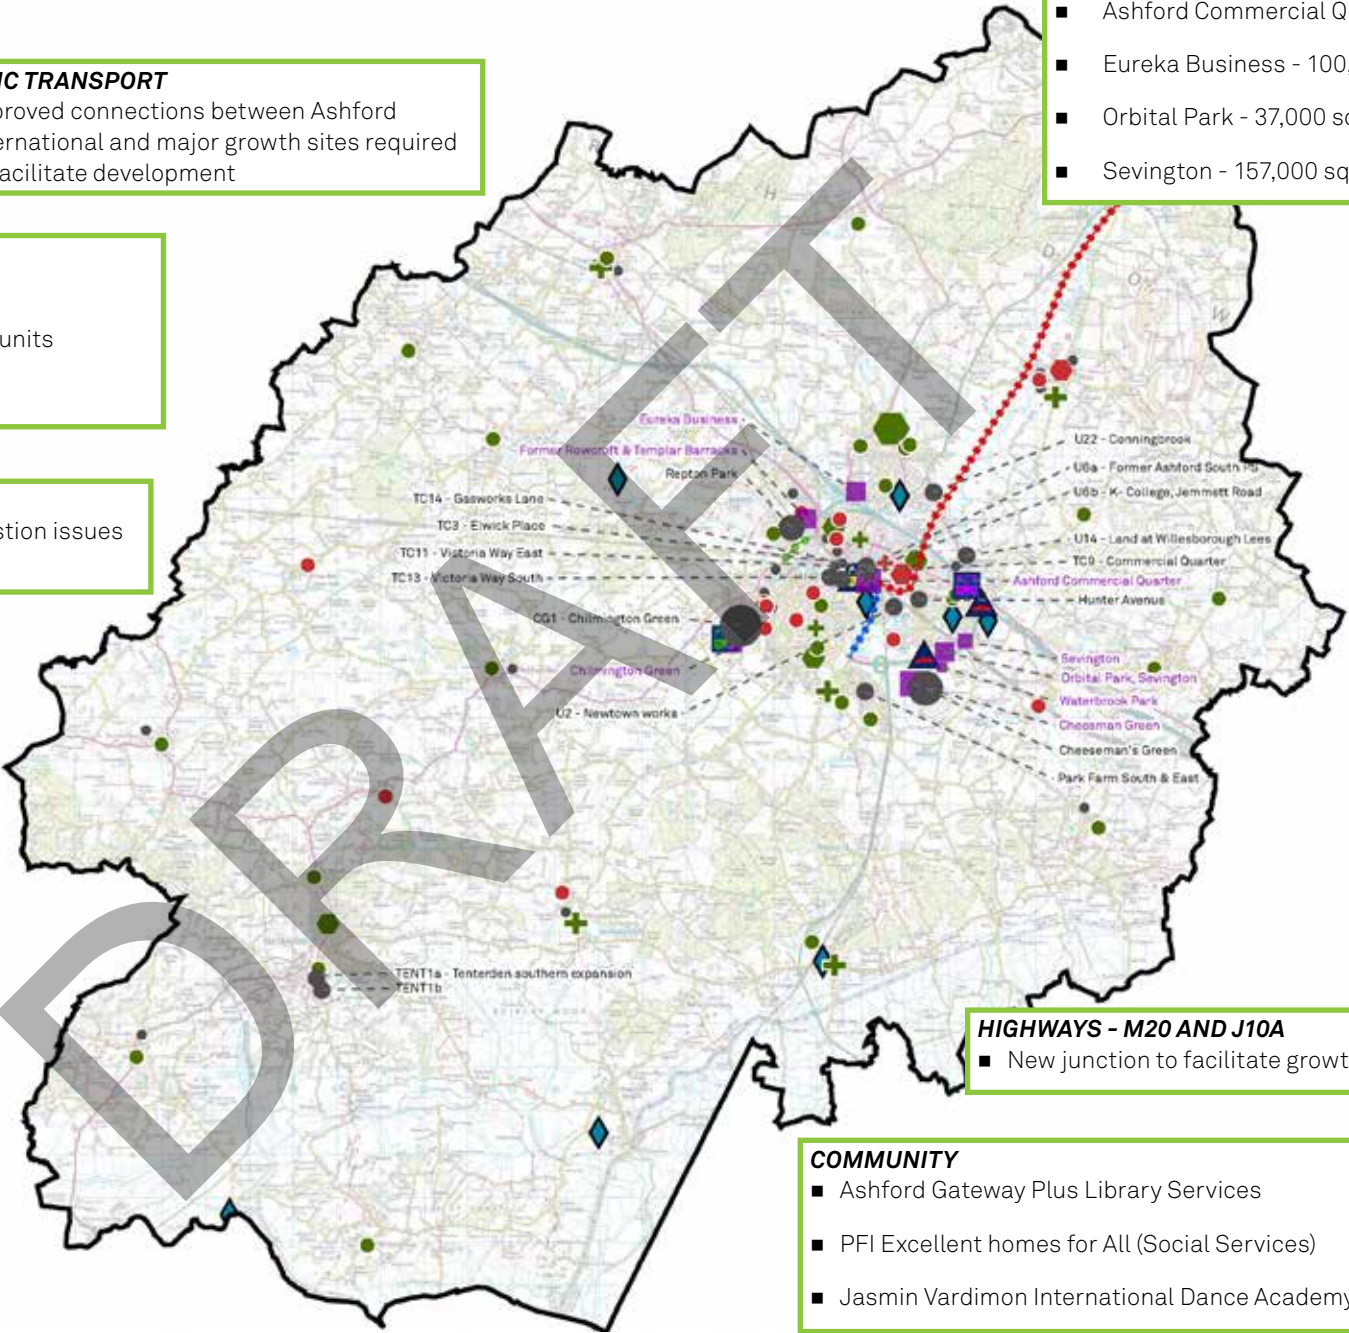 ■ Ashford Commercial Q
■ Eureka Business - 100,
■ Orbital Park - 37,000 sq
■ Sevington - 157,000 sq
IC TRANSPORT
proved connections between Ashford
ernational and major growth sites required
facilitate development
units
stion issues
Eureka Business
Former Rowcroft & Templar Barracks
Repton Park
TC14 - Gasworks Lane
TC3 - Elwick Place
TC11 - Victoria Way East
TC13 - Victoria Way South
CG1 - Chilmington Green
Chilmington Green
U2 - Newtown works
U22 - Conningbrook
U6a - Former Ashford South PS
U6b - K- College, Jemmett Road
U14 - Land at Willesborough Lees
TC9 - Commercial Quarter
Ashford Commercial Quarter
Hunter Avenue
Sevington
Orbital Park, Sevington
Waterbrook Park
Cheesman Green
Cheeseman's Green
Park Farm South & East
TENT1a - Tenterden southern expansion
TENT1b
DRAFT
HIGHWAYS - M20 AND J10A
■ New junction to facilitate growt
COMMUNITY
■ Ashford Gateway Plus Library Services
■ PFI Excellent homes for All (Social Services)
■ Jasmin Vardimon International Dance Academy